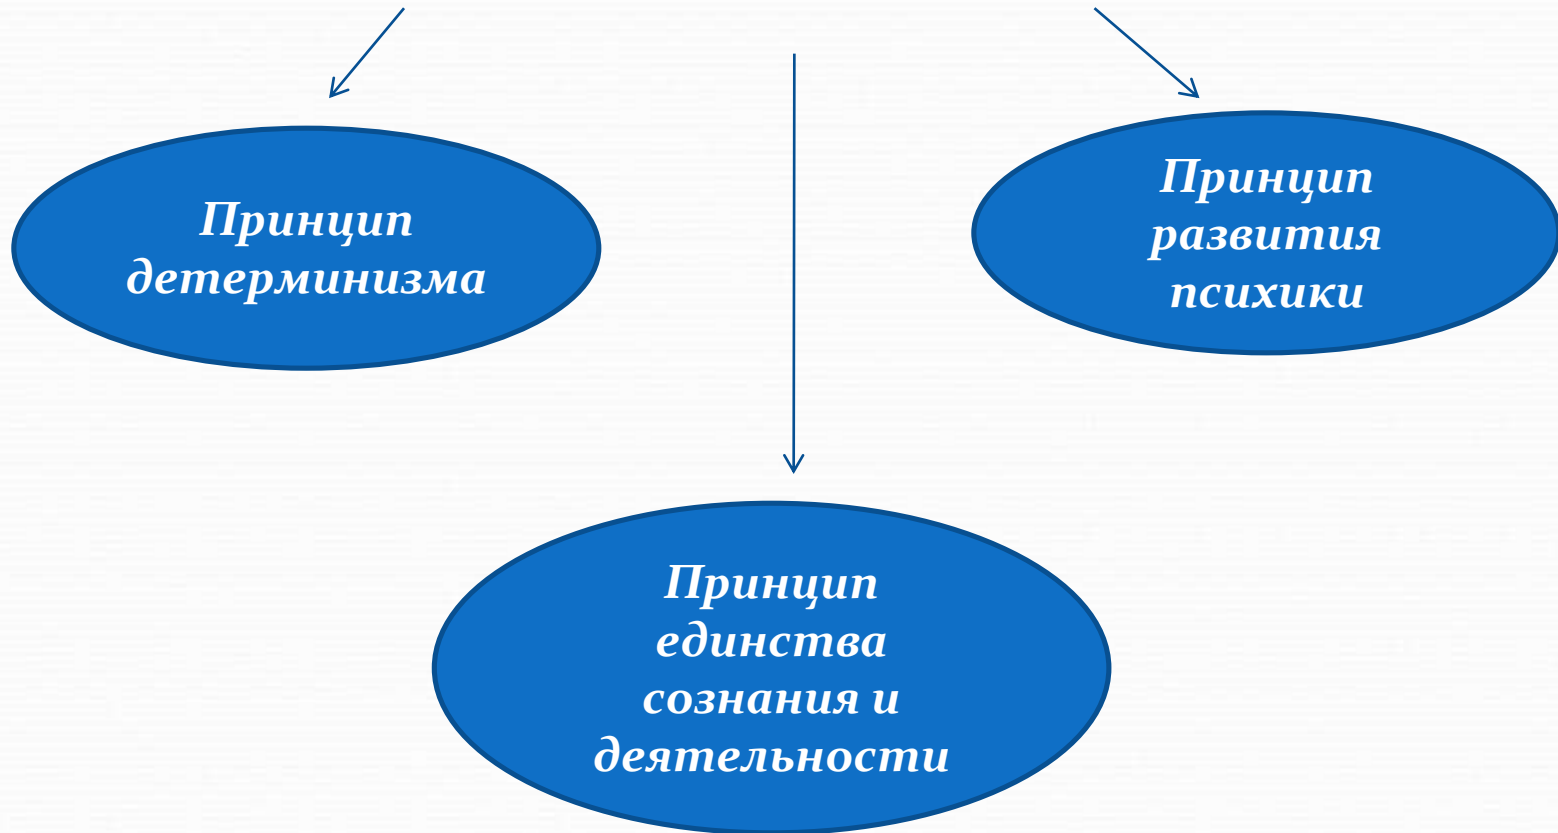 Принцип
детерминизма
Принцип
развития
психики
Принцип
единства
сознания и
деятельности